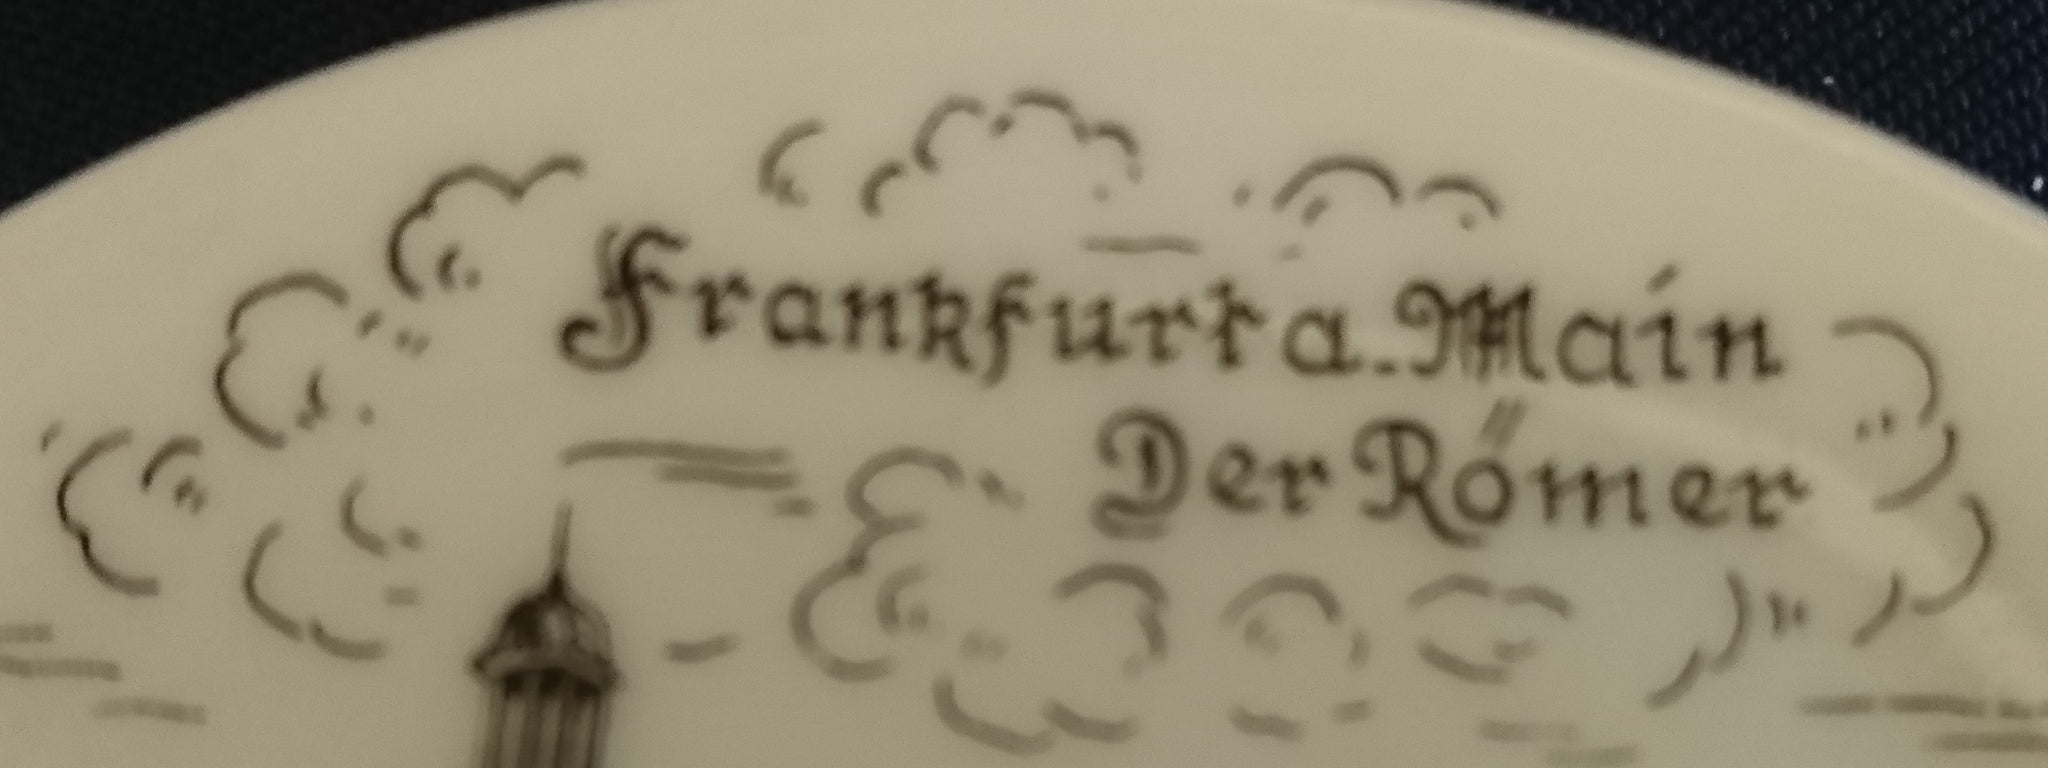 Frankfurt a. Main
Der Römer